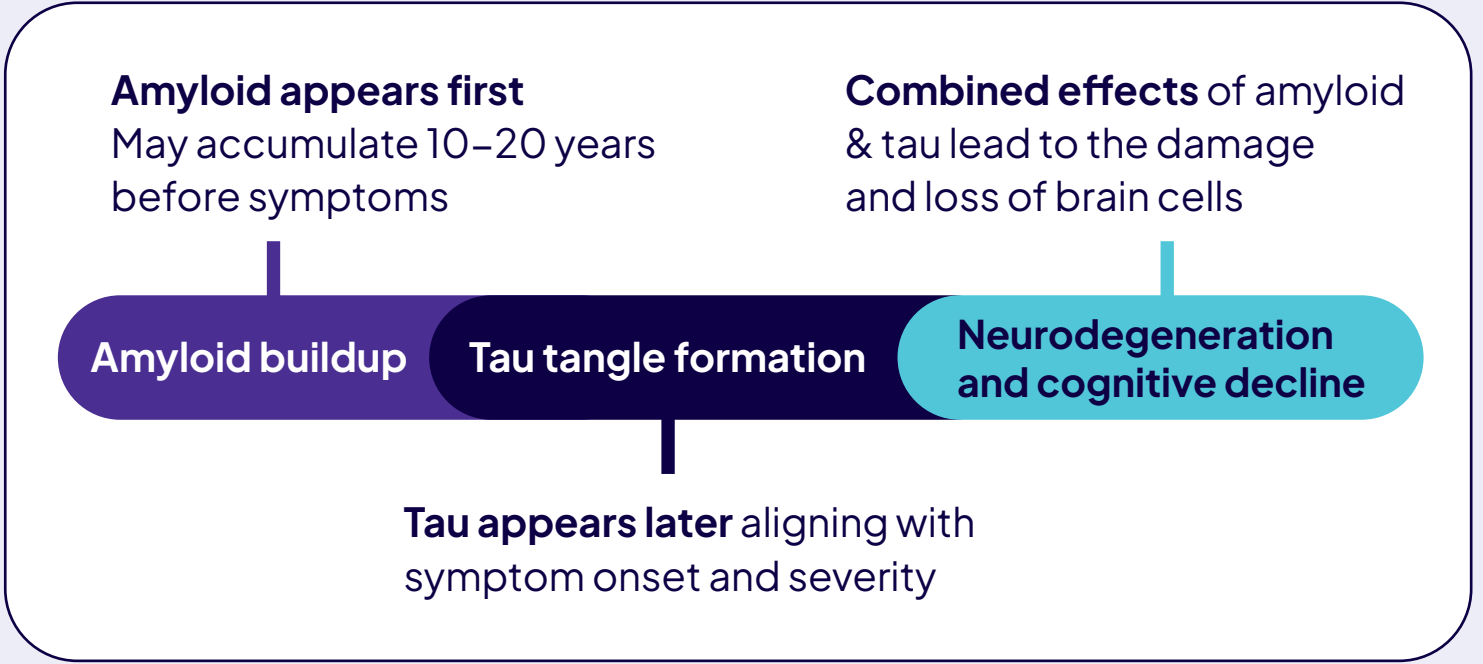 Amyloid appears first
May accumulate 10–20 years
before symptoms
Combined effects of amyloid
& tau lead to the damage
and loss of brain cells
Amyloid buildup
Tau tangle formation
Neurodegeneration
and cognitive decline
Tau appears later aligning with
symptom onset and severity